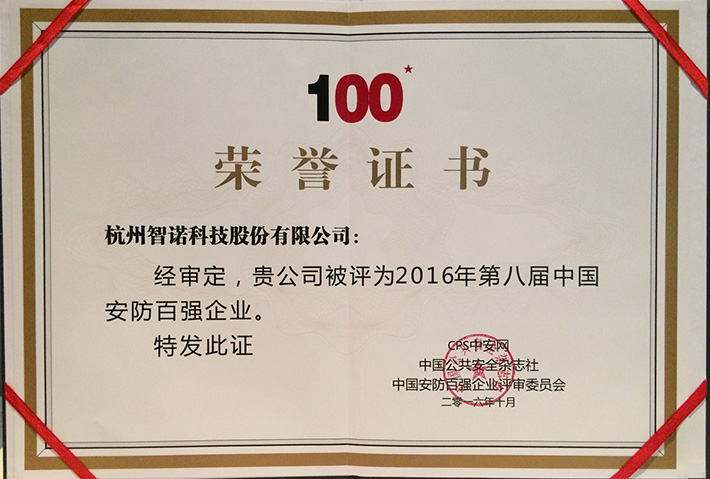 100
荣誉证书
杭州智诺科技股份有限公司：
经审定，贵公司被评为2016年第八届中国
安防百强企业。
特发此证
CPS中安网
中国公共安全杂志社
中国安防百强企业评审委员会
二零一六年十月